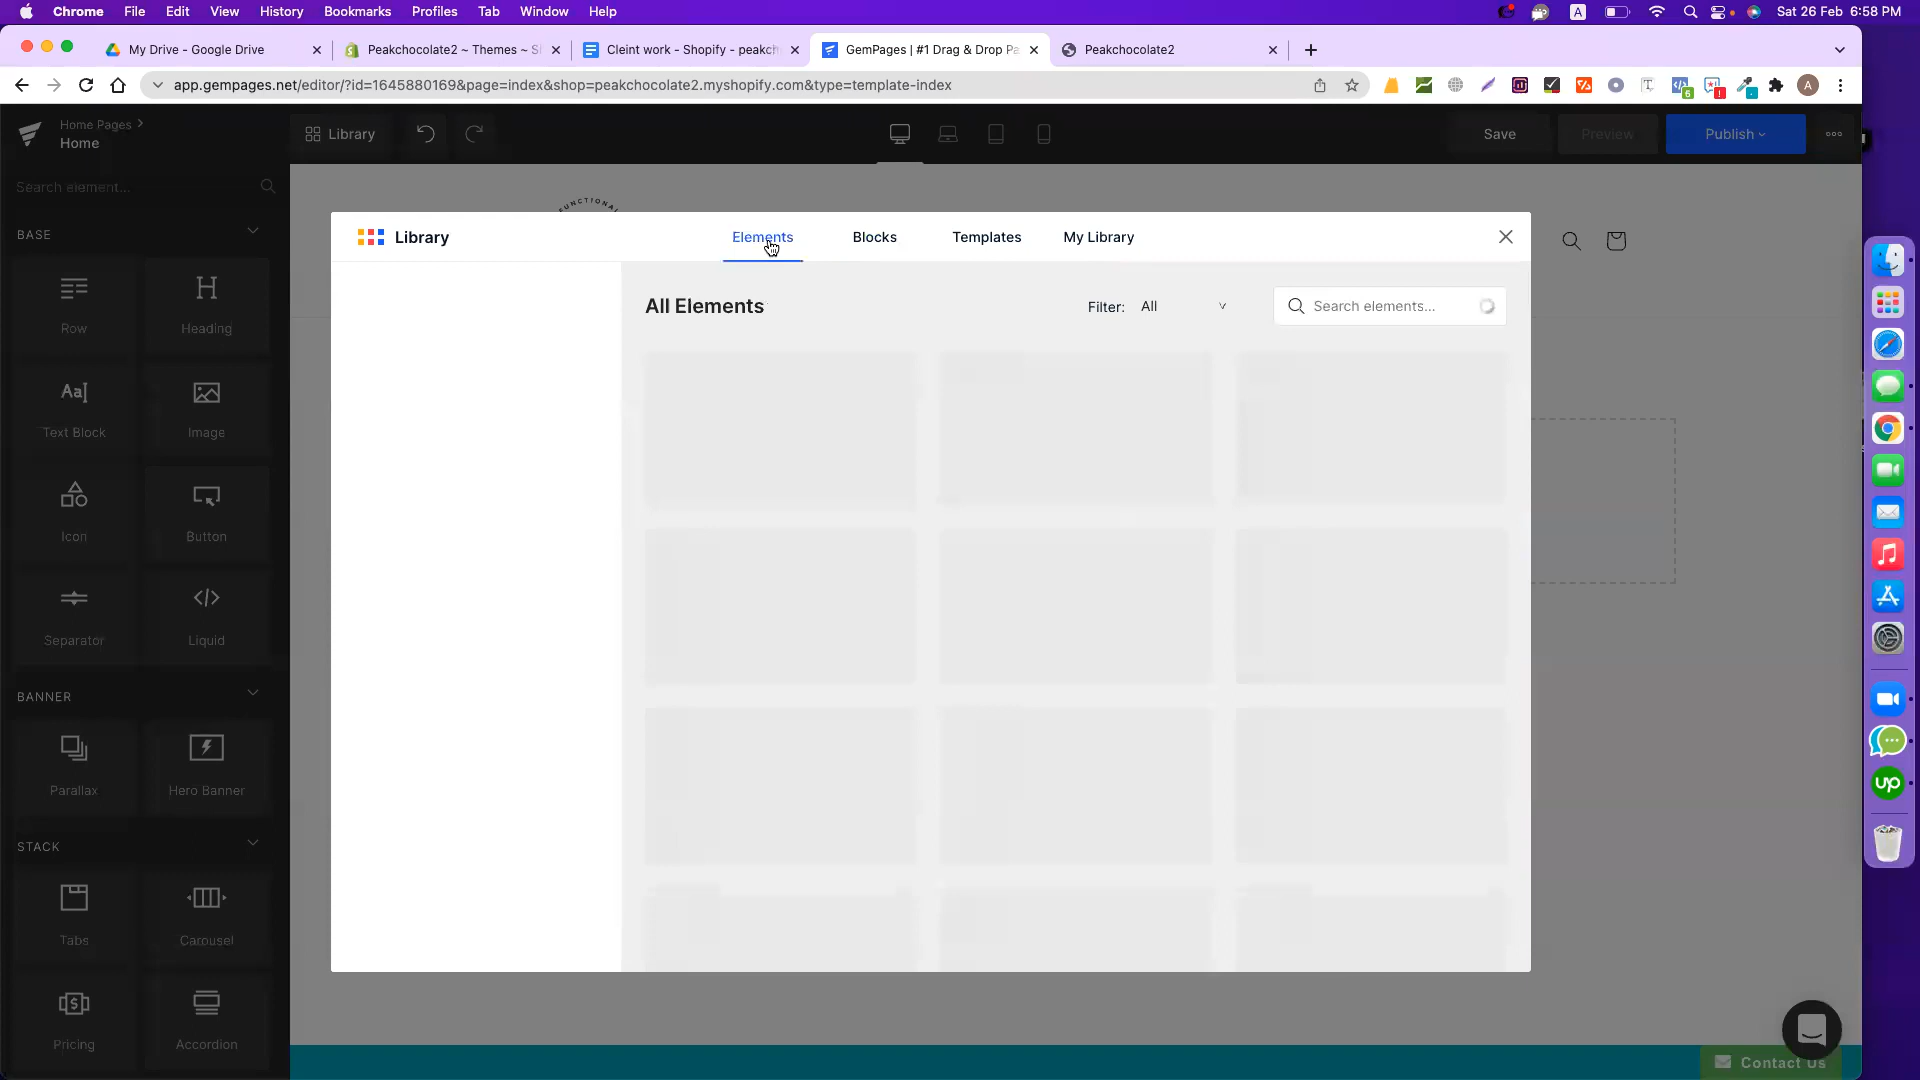 Chrome File Edit View History Bookmarks Profiles Tab Window Help A Sat 26 Feb 6:58 PM
My Drive - Google Drive Peakchocolate2 ~ Themes ~ S Cleint work - Shopify - peakch GemPages | #1 Drag & Drop Pa Peakchocolate2
app.gempages.net/editor/?id=1645880169&page=index&shop=peakchocolate2.myshopify.com&type=template-index
Home Pages
Home
Library
Save
Preview
Publish
Search element...
BASE
Row Heading
Text Block Image
Icon Button
Separator Liquid
BANNER
Parallax Hero Banner
STACK
Tabs Carousel
Pricing Accordion
FUNCTIONAL
Library Elements Blocks Templates My Library
All Elements Filter: All Search elements...
Contact Us
up